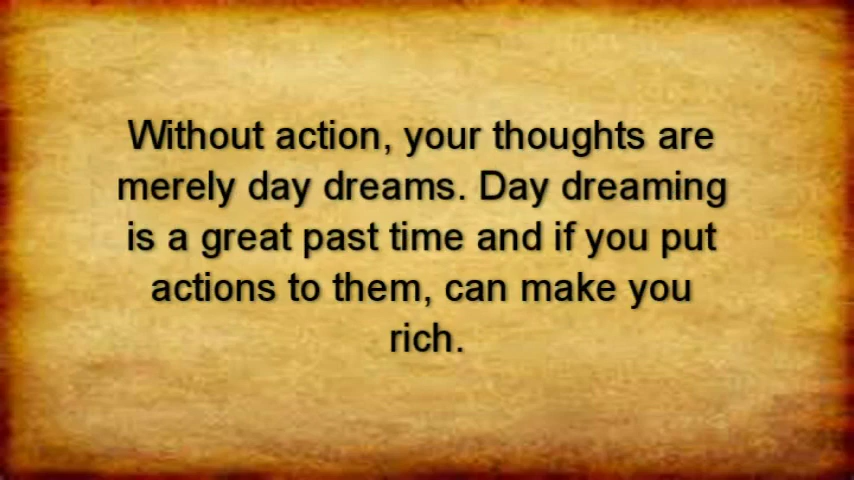 Without action, your thoughts are
merely day dreams. Day dreaming
is a great past time and if you put
actions to them, can make you
rich.